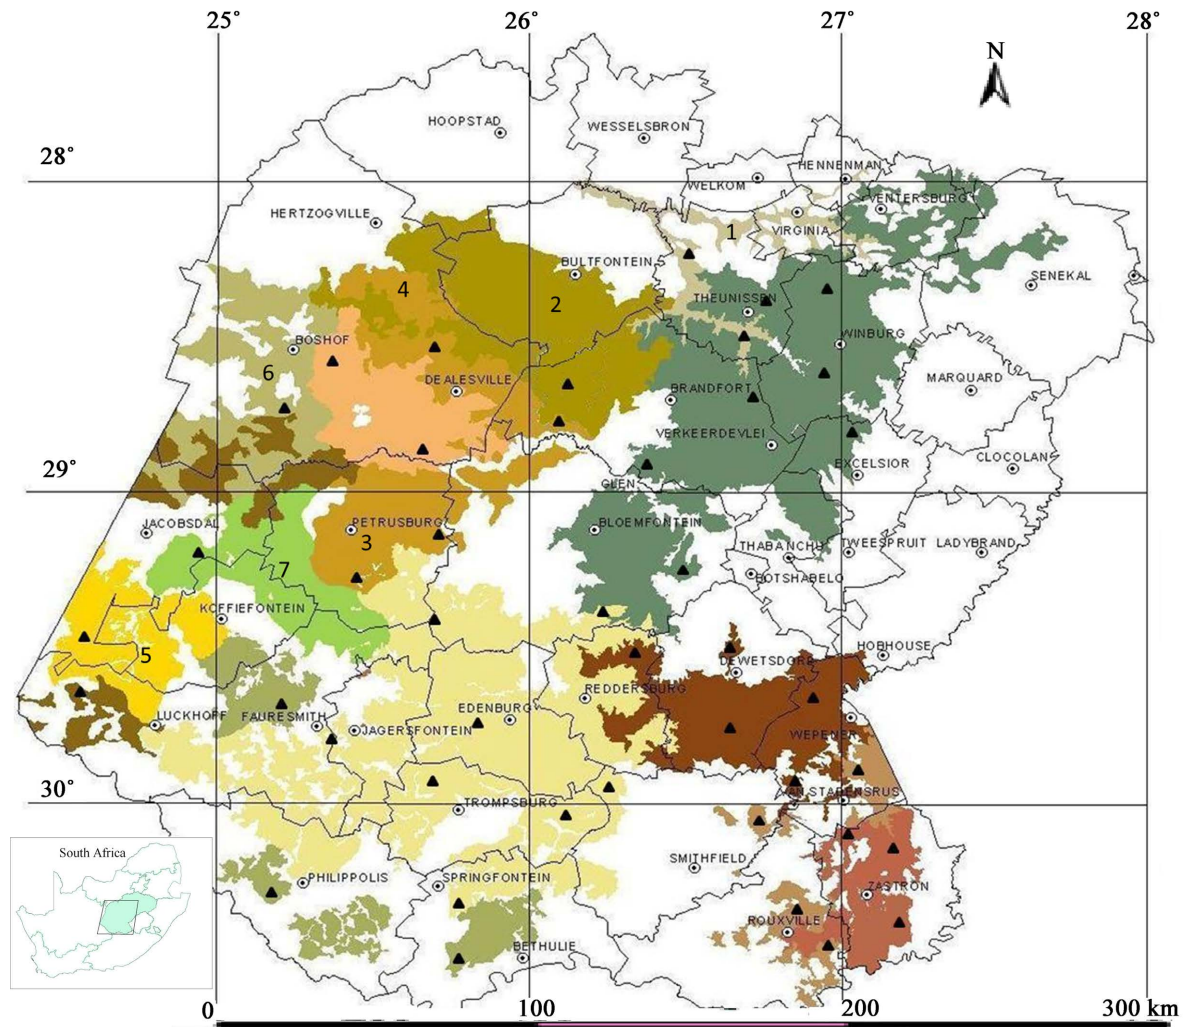 25° 26° 27° 28°
N
HOOPSTAD
WESSELSBRON
28°
HENNENMAN
WELKOM
VENTERSBURG
HERTZOGVILLE
1
VIRGINIA
BULTFONTEIN
SENEKAL
4
2
THEUNISSEN
BOSHOF
WINBURG
6
DEALESVILLE
BRANDFORT
MARQUARD
VERKEERDEVLEI
29°
EXCELSIOR
CLOCOLAN
GLEN
JACOBSDAL
PETRUSBURG
BLOEMFONTEIN
3
THABANCHU
TWEESPRUIT
LADYBRAND
7
BOTSHABELO
KOFFIEFONTEIN
HOBHOUSE
5
DEWETSDORP
REDDERSBURG
LUCKHOFF
FAURESMITH
EDENBURG
JAGERSFONTEIN
WEPENER
30°
VAN STADENSRUS
TROMPSBURG
South Africa
SMITHFIELD
PHILIPPOLIS
SPRINGFONTEIN
ZASTRON
ROUXVILLE
BETHULIE
0 100 200 300 km